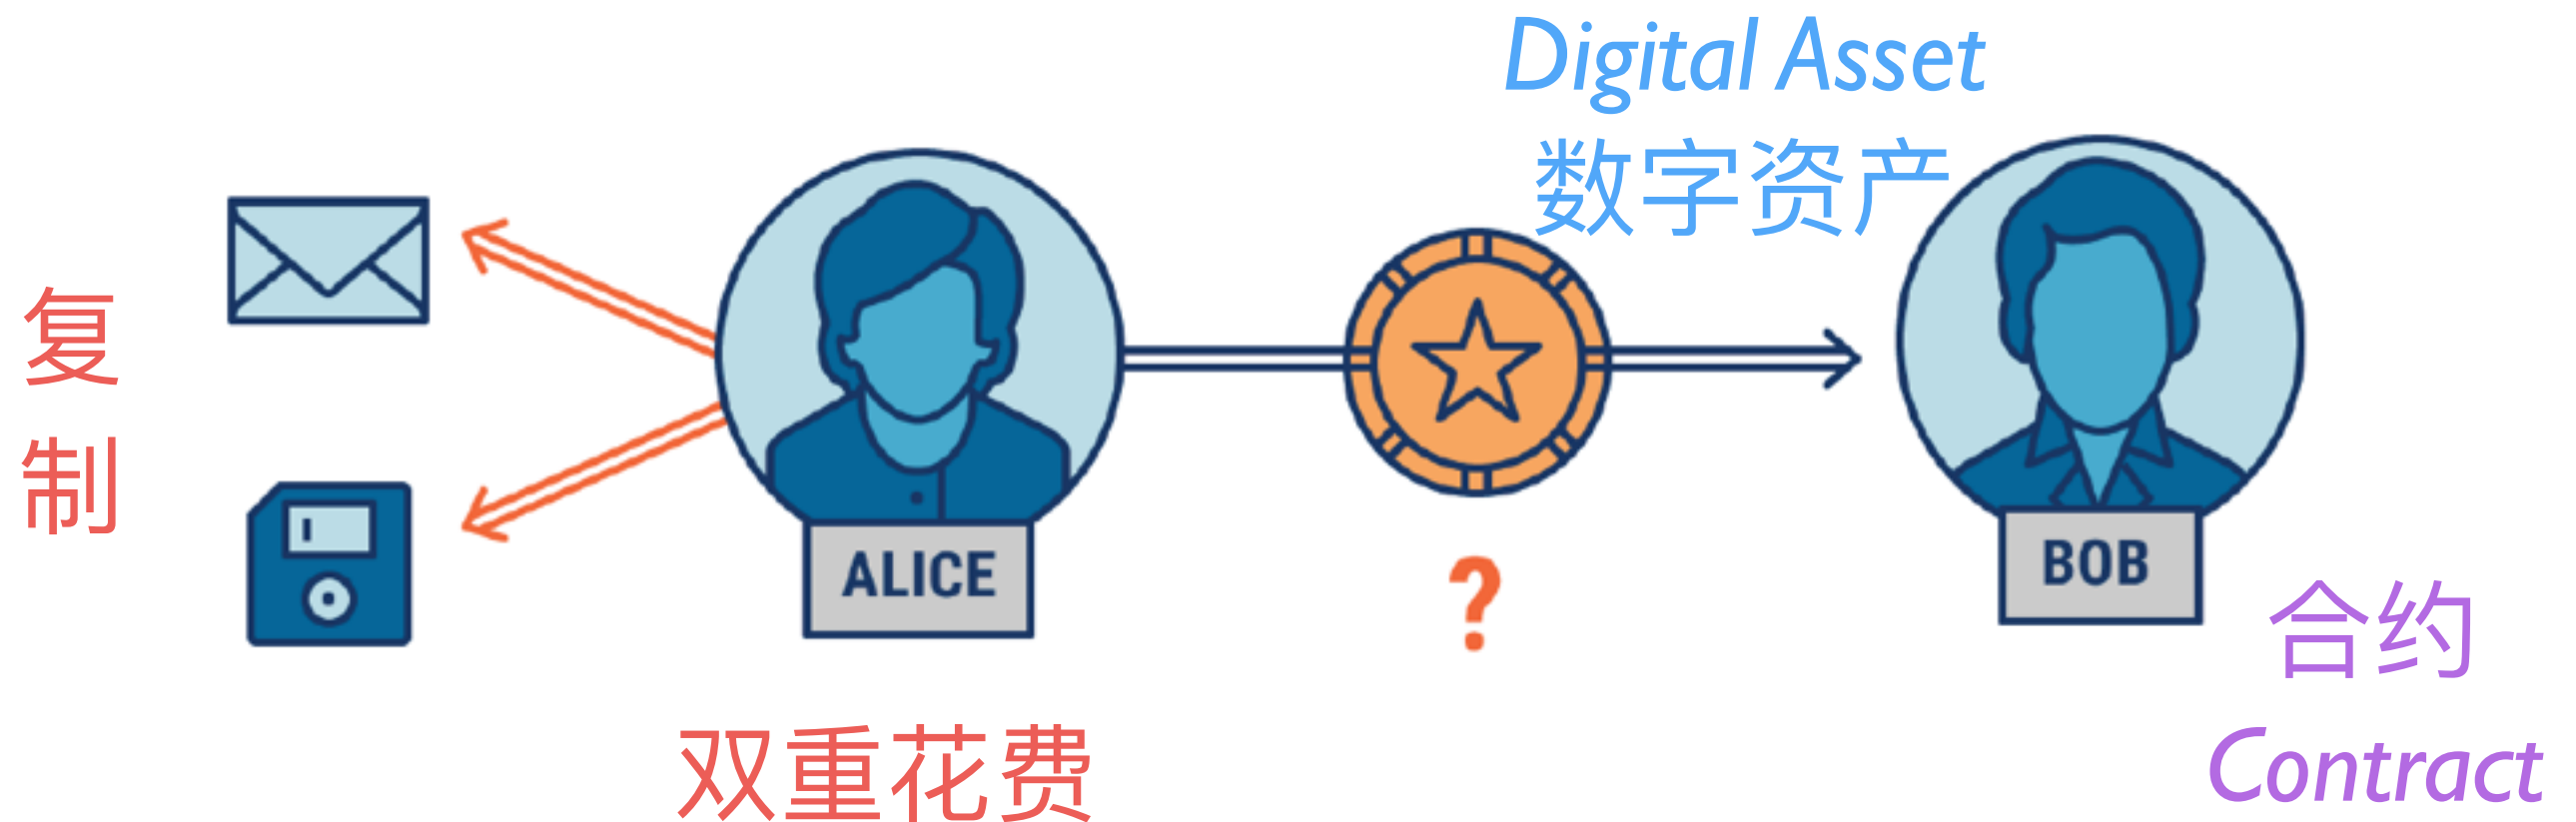 Digital Asset
数字资产
复
制
ALICE
BOB
?
合约
双重花费
Contract